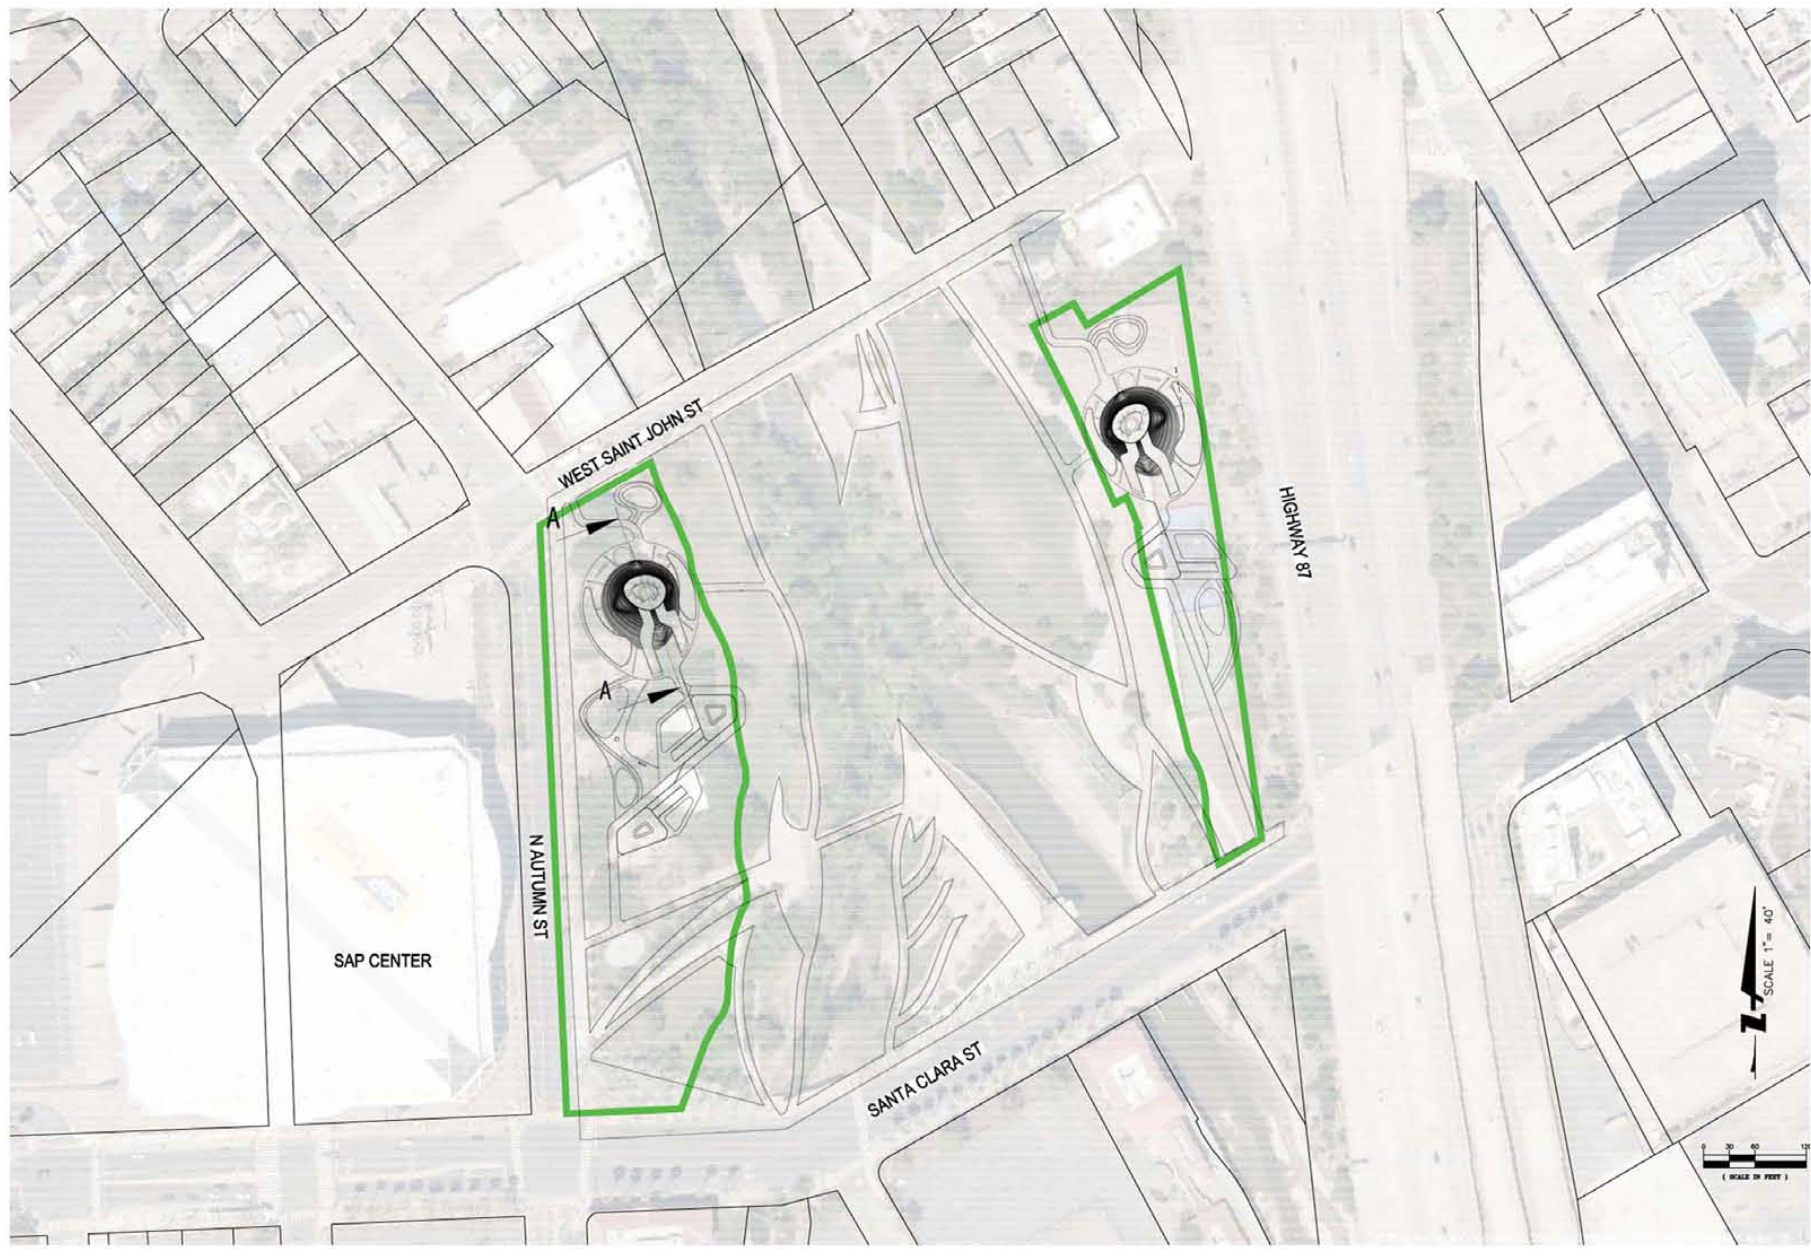 WEST SAINT JOHN ST
A
HIGHWAY 87
A
N AUTUMN ST
SAP CENTER
SANTA CLARA ST
N
SCALE 1"= 40'
0 30 60 120
( SCALE IN FEET )